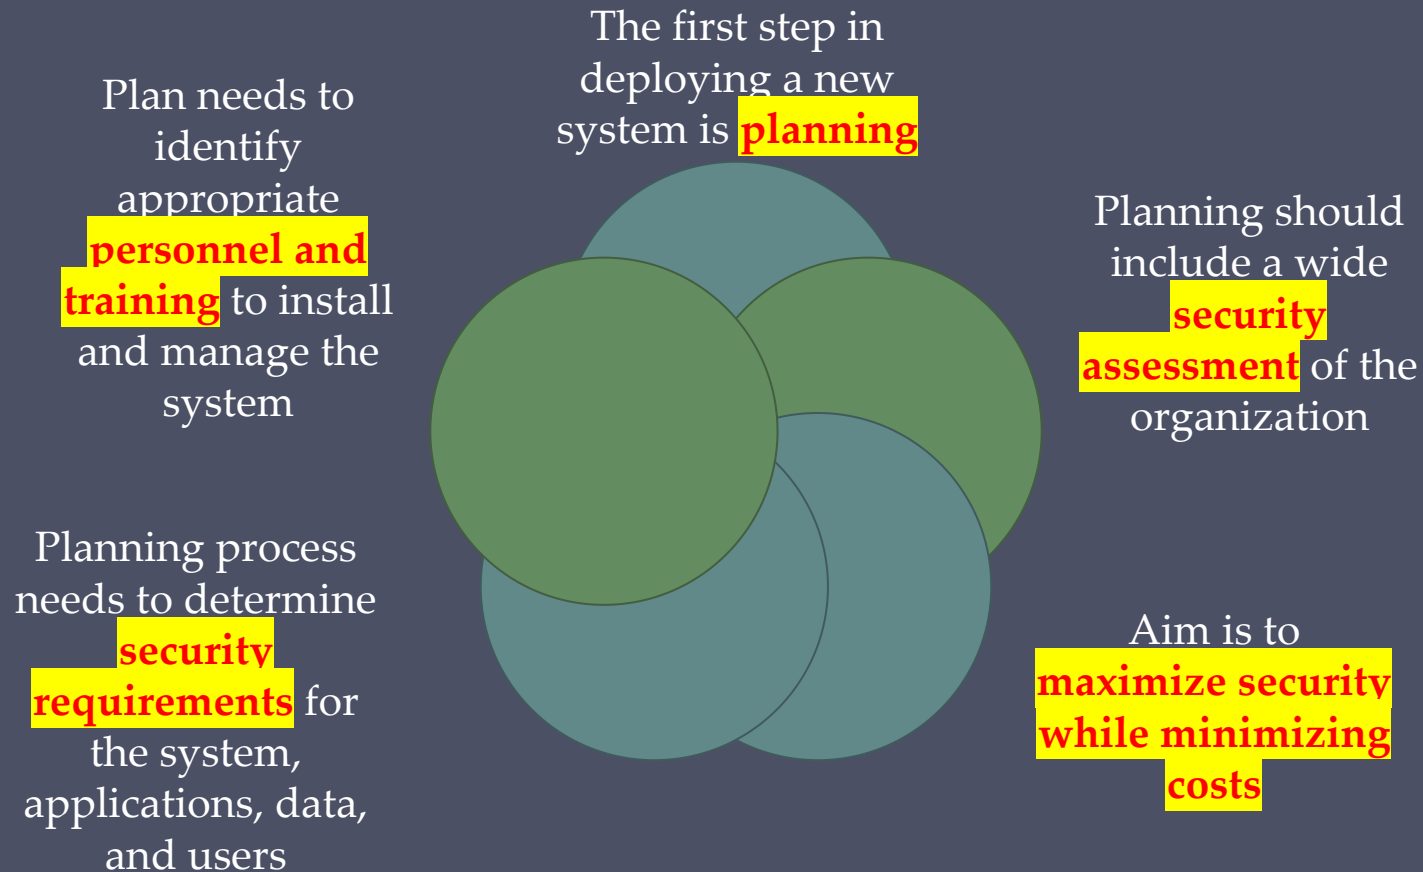 The first step in
deploying a new
system is planning
Planning should
include a wide
security
assessment of the
organization
Aim is to
maximize security
while minimizing
costs
Planning process
needs to determine
security
requirements for
the system,
applications, data,
and users
Plan needs to
identify
appropriate
personnel and
training to install
and manage the
system